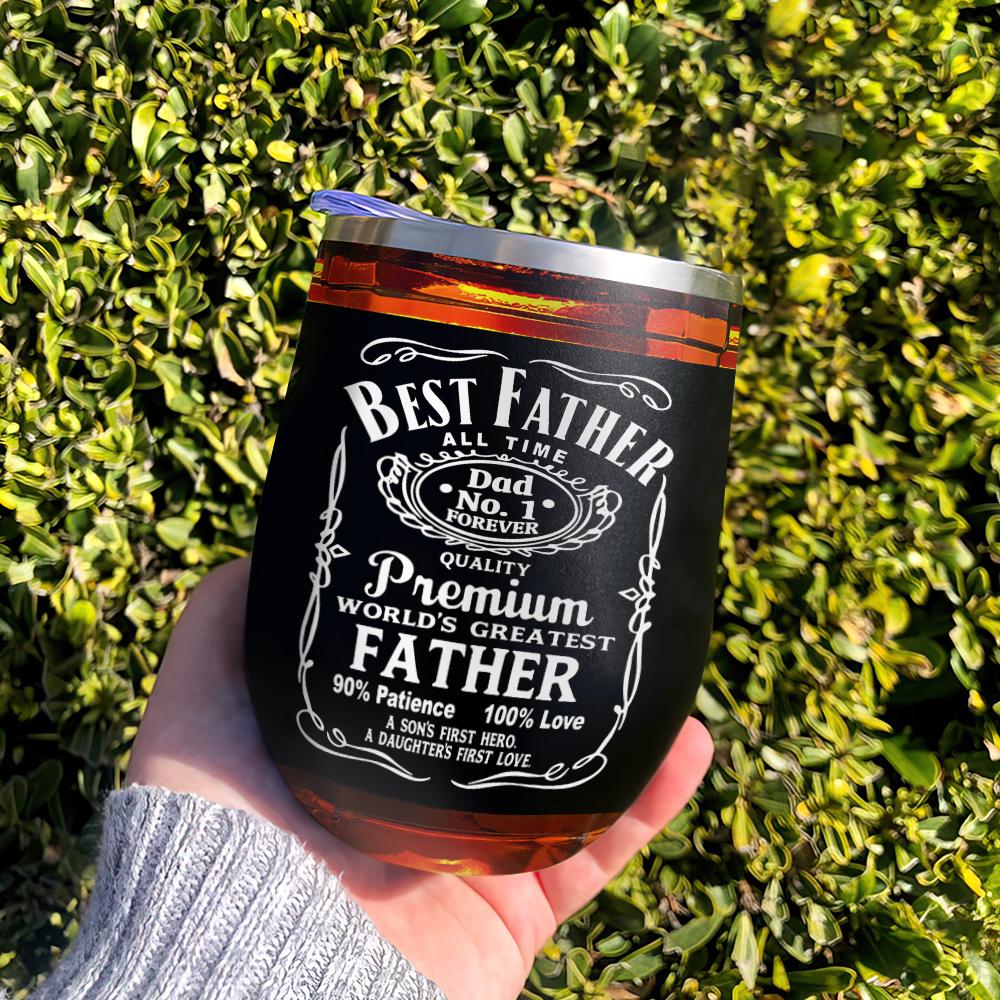 BEST FATHER
ALL TIME
Dad
No. 1
FOREVER
QUALITY
Premium
WORLD'S GREATEST
FATHER
90% Patience 100% Love
A SON'S FIRST HERO.
A DAUGHTER'S FIRST LOVE.